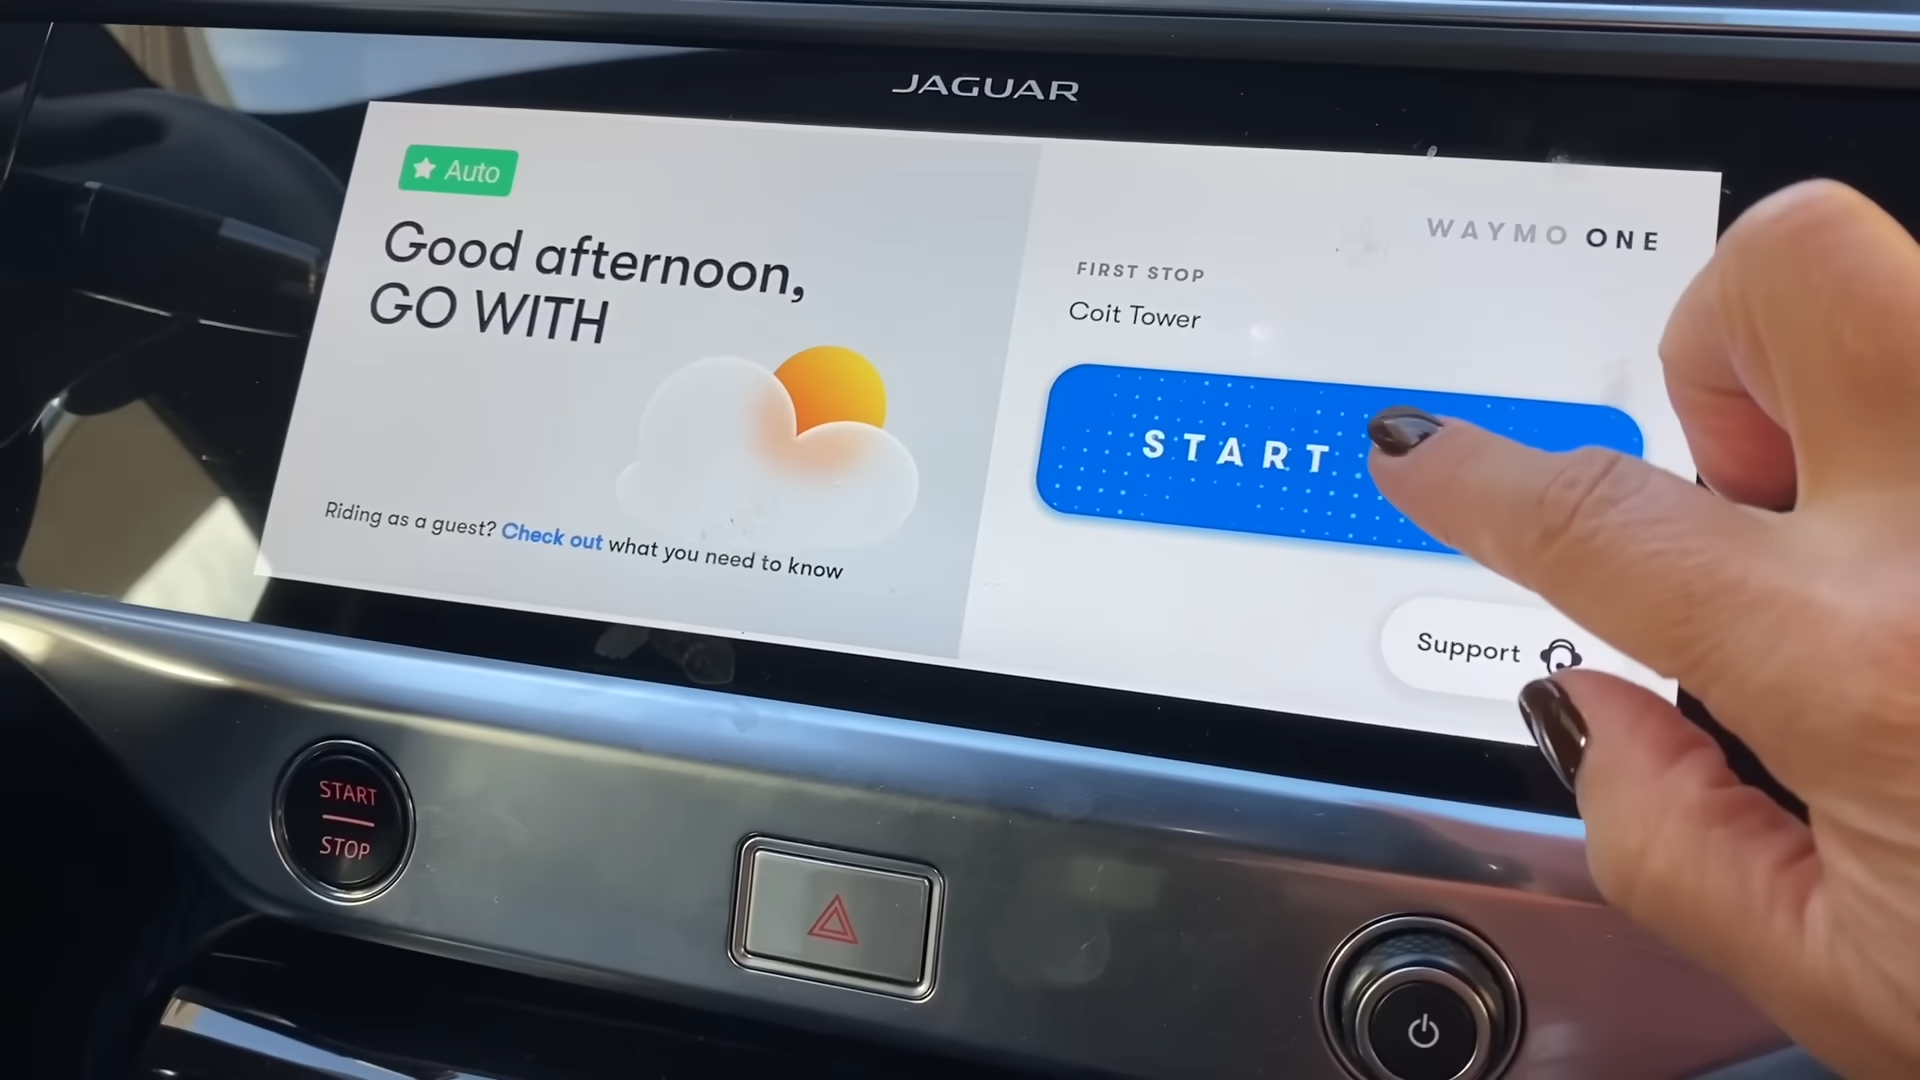 JAGUAR
Auto
Good afternoon,
GO WITH
Riding as a guest? Check out what you need to know
WAYMO ONE
FIRST STOP
Coit Tower
START
Support
START
STOP